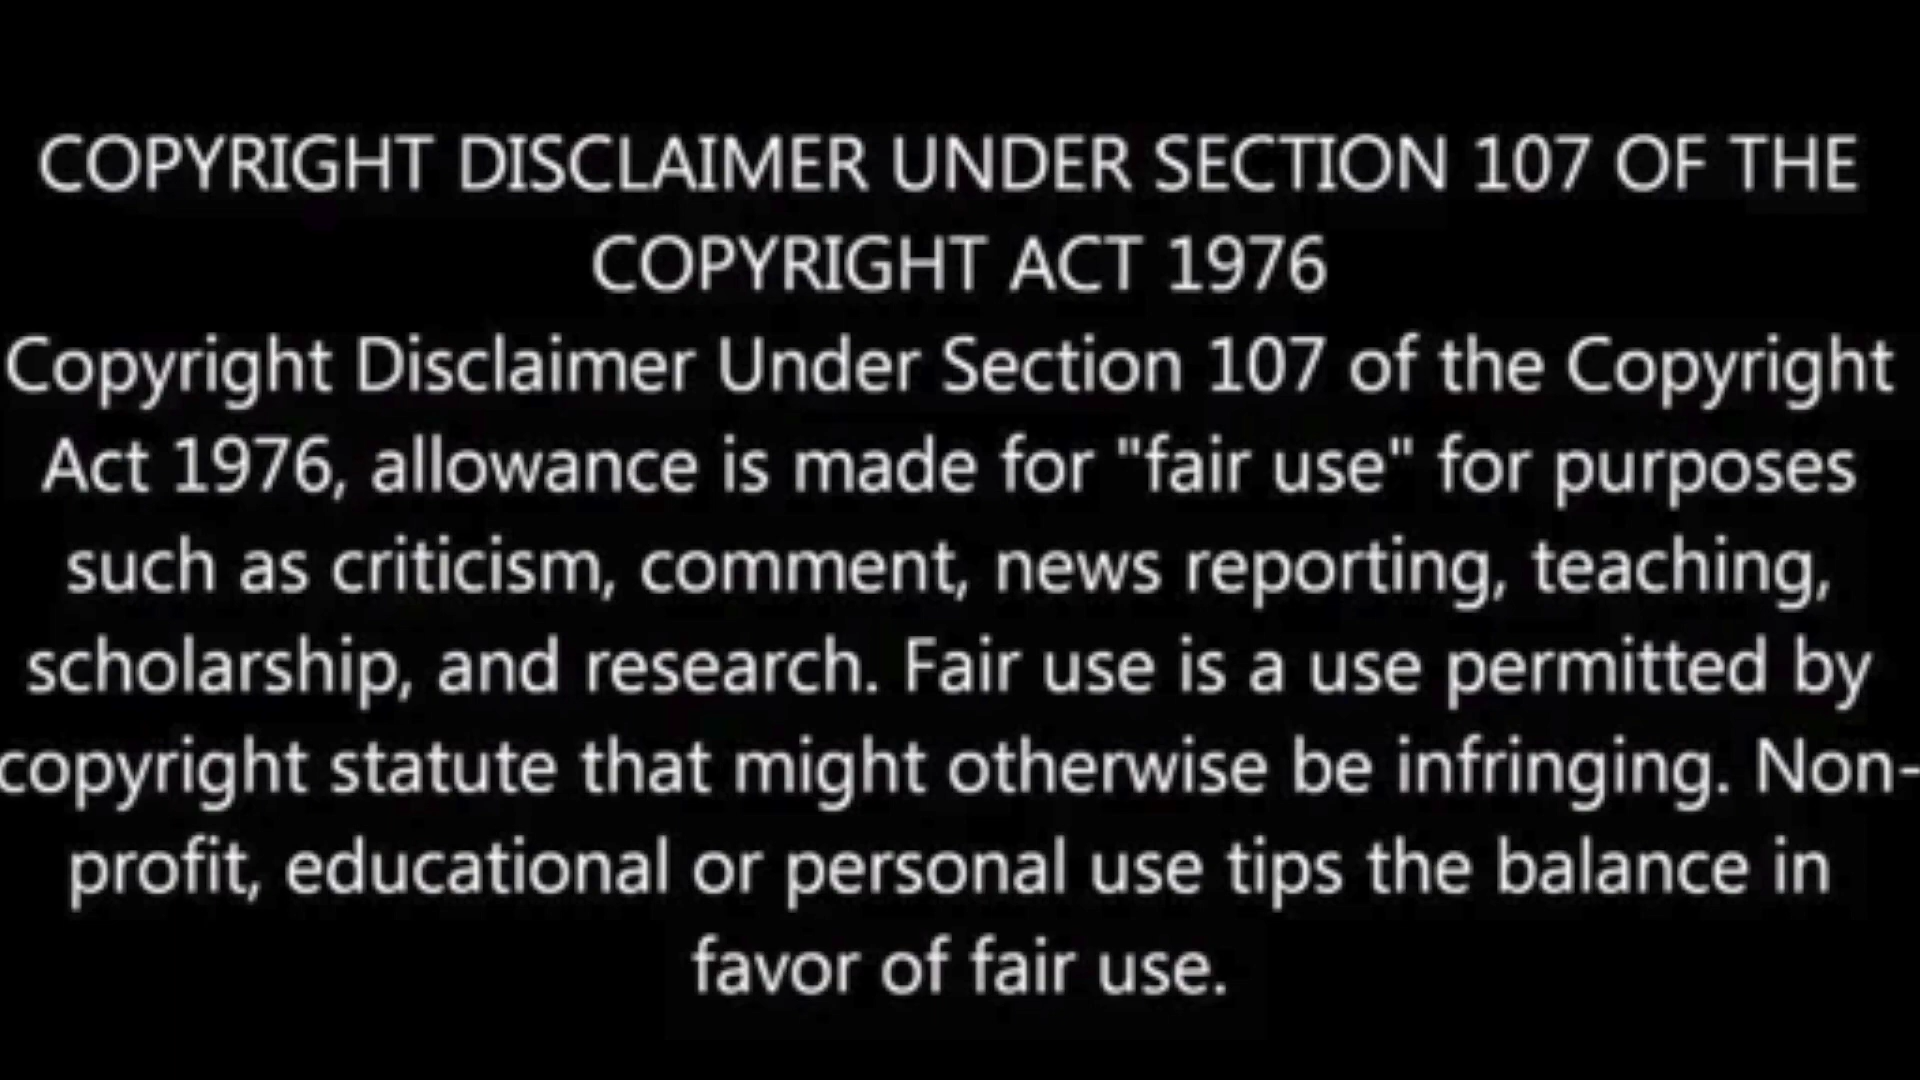 COPYRIGHT DISCLAIMER UNDER SECTION 107 OF THE
COPYRIGHT ACT 1976
Copyright Disclaimer Under Section 107 of the Copyright
Act 1976, allowance is made for "fair use" for purposes
such as criticism, comment, news reporting, teaching,
scholarship, and research. Fair use is a use permitted by
copyright statute that might otherwise be infringing. Non-
profit, educational or personal use tips the balance in
favor of fair use.